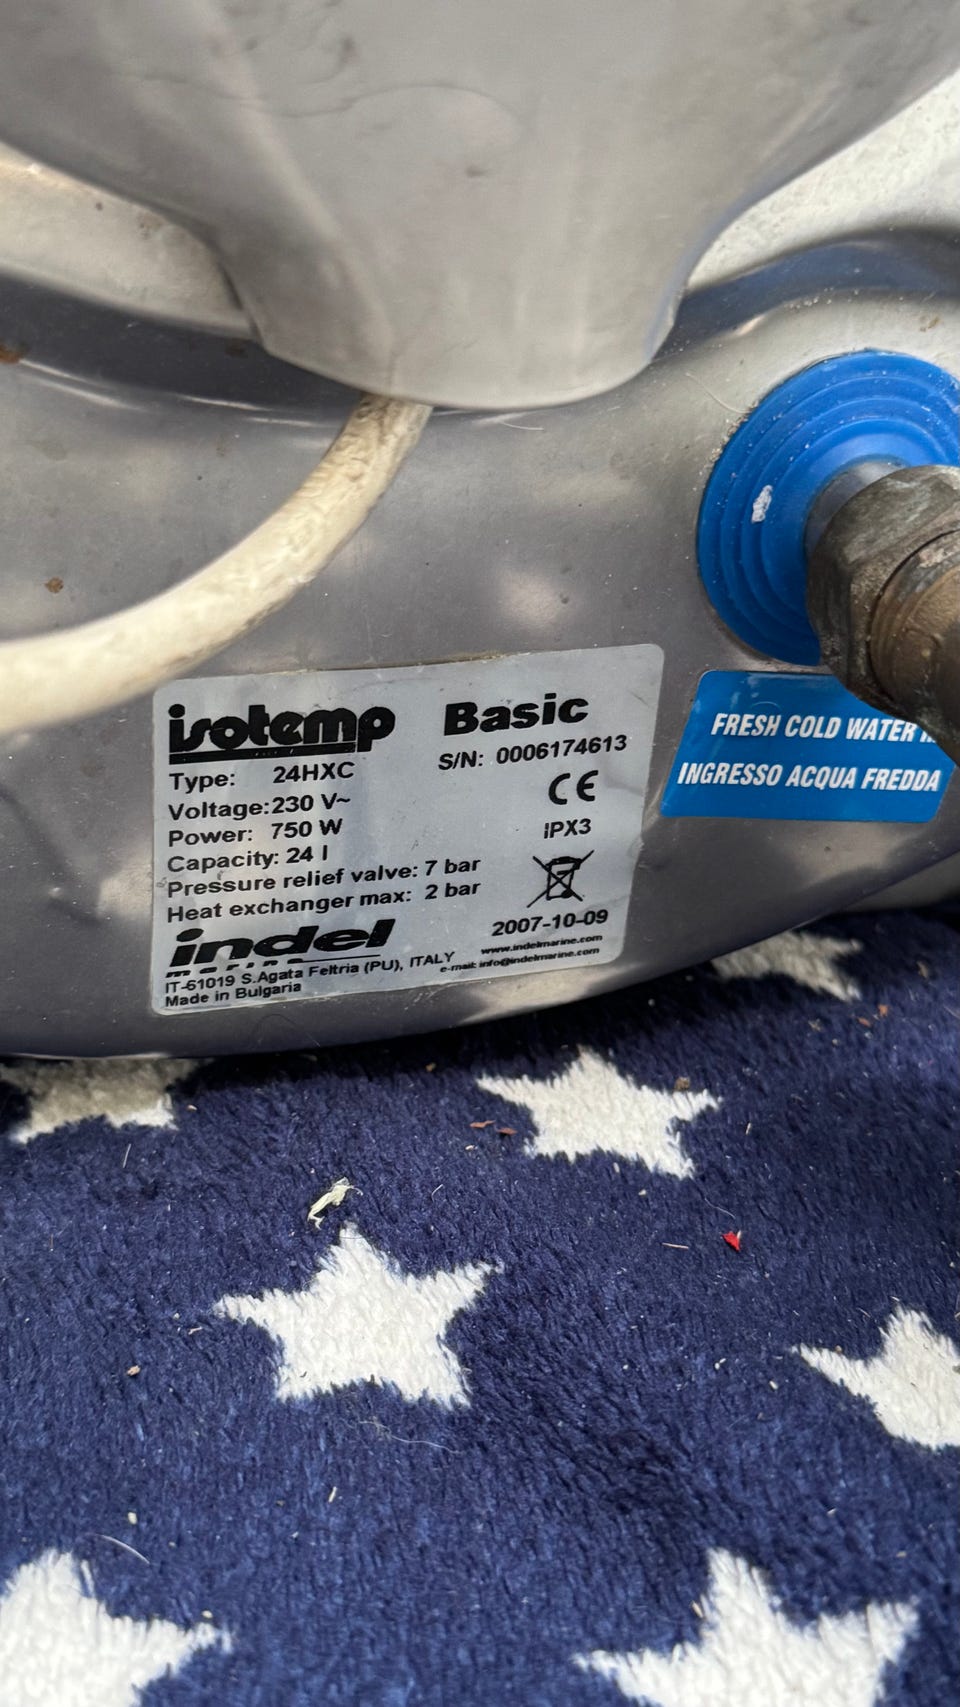 isotemp Basic
S/N: 0006174613
Type: 24HXC
Voltage: 230 V~
Power: 750 W
Capacity: 24 l
Pressure relief valve: 7 bar
Heat exchanger max: 2 bar
CE
IPX3
2007-10-09
indel
marine
www.indelmarine.com
e-mail: info@indelmarine.com
IT-61019 S.Agata Feltria (PU), ITALY
Made in Bulgaria
FRESH COLD WATER
INGRESSO ACQUA FREDDA